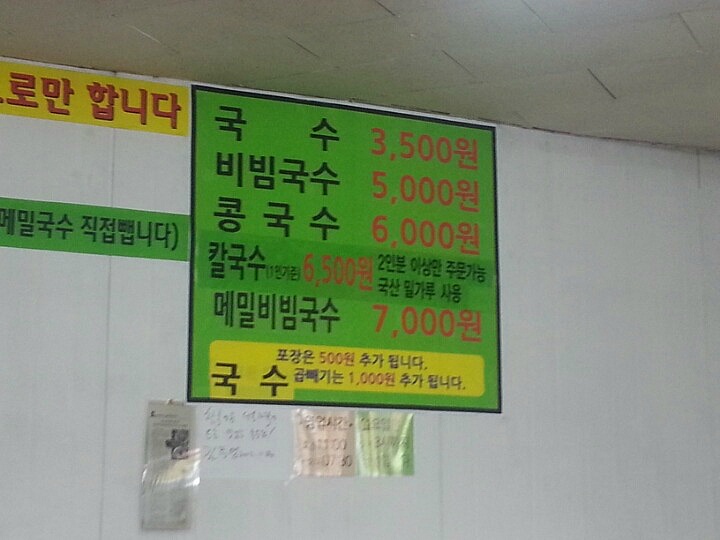 로만 합니다
메밀국수 직접뺍니다)
국 수 3,500원
비빔국수 5,000원
콩국수 6,000원
칼국수(1인기준) 6,500원 2인분 이상만 주문가능
국산 밀가루 사용
메밀비빔국수 7,000원
포장은 500원 추가 됩니다.
국 수 곱빼기는 1,000원 추가 됩니다.
영업시간